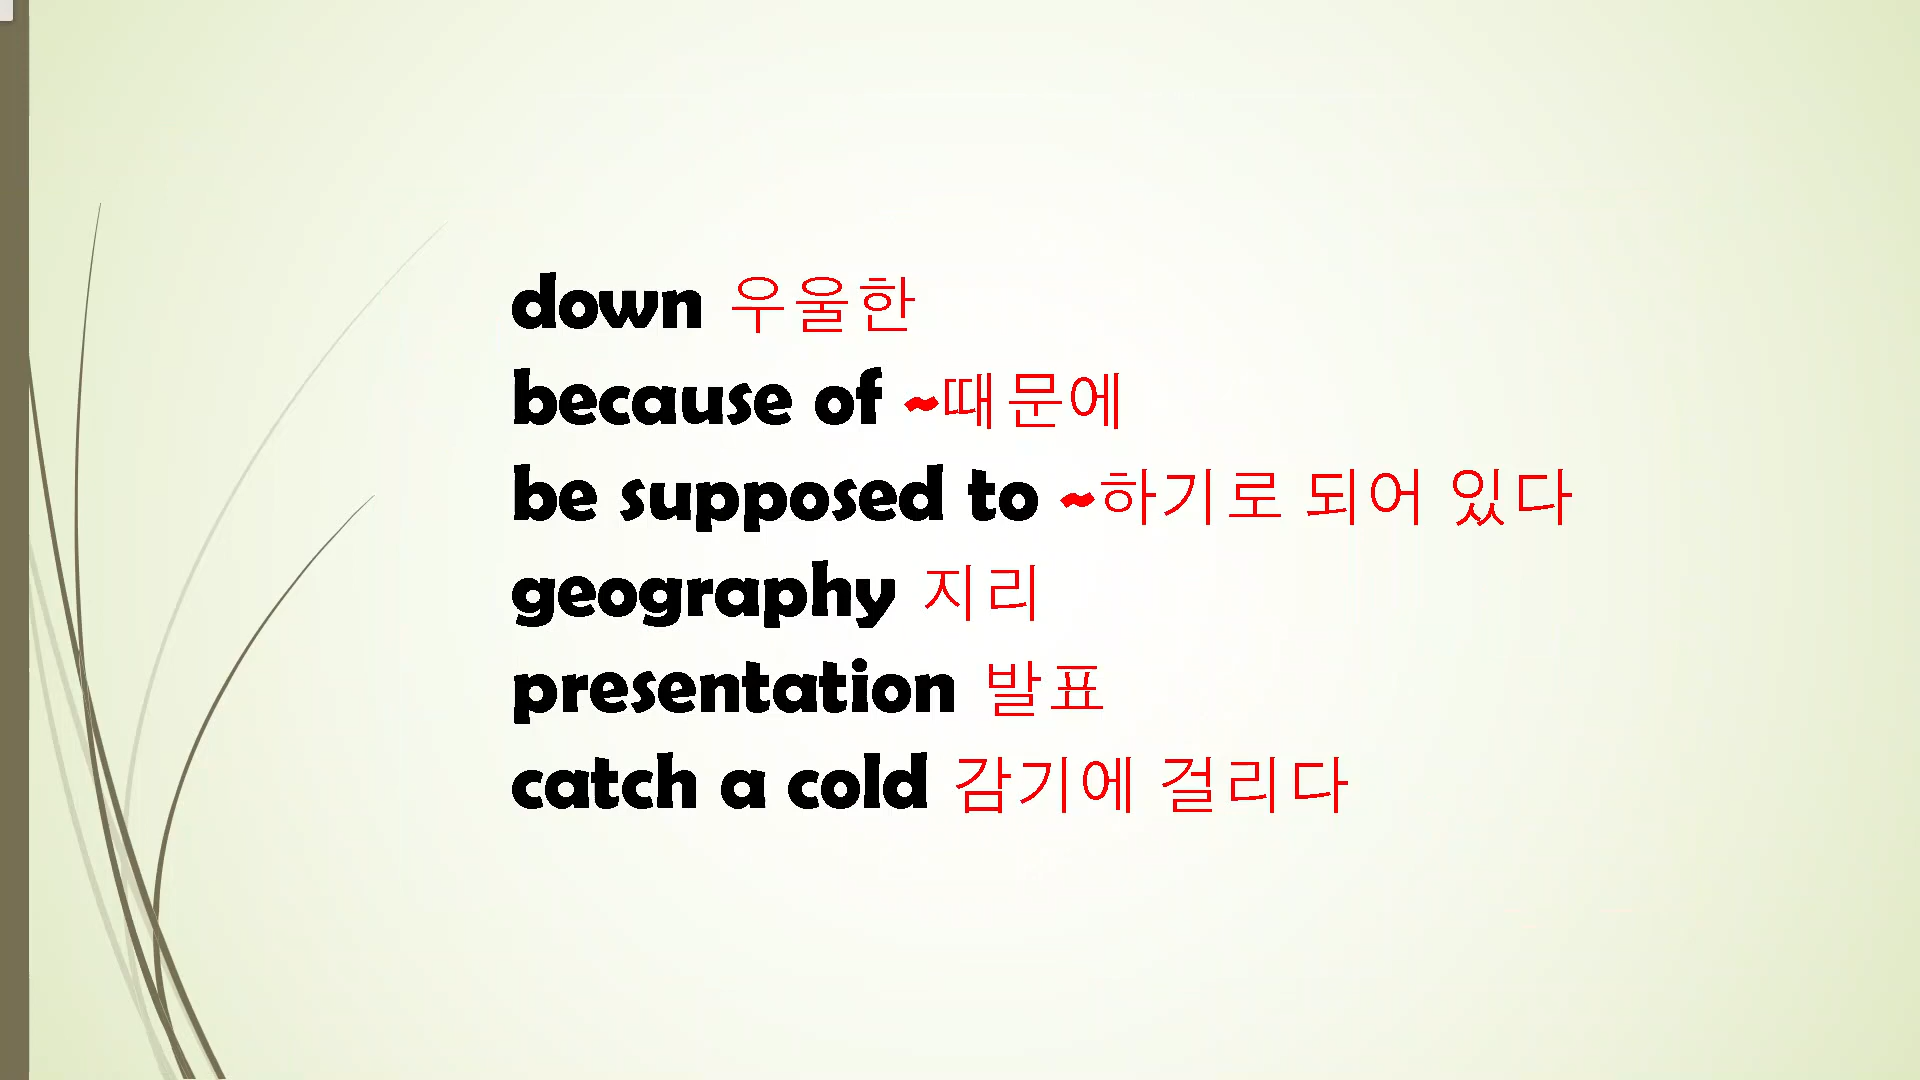 down 우울한
because of ~때문에
be supposed to ~하기로 되어 있다
geography 지리
presentation 발표
catch a cold 감기에 걸리다